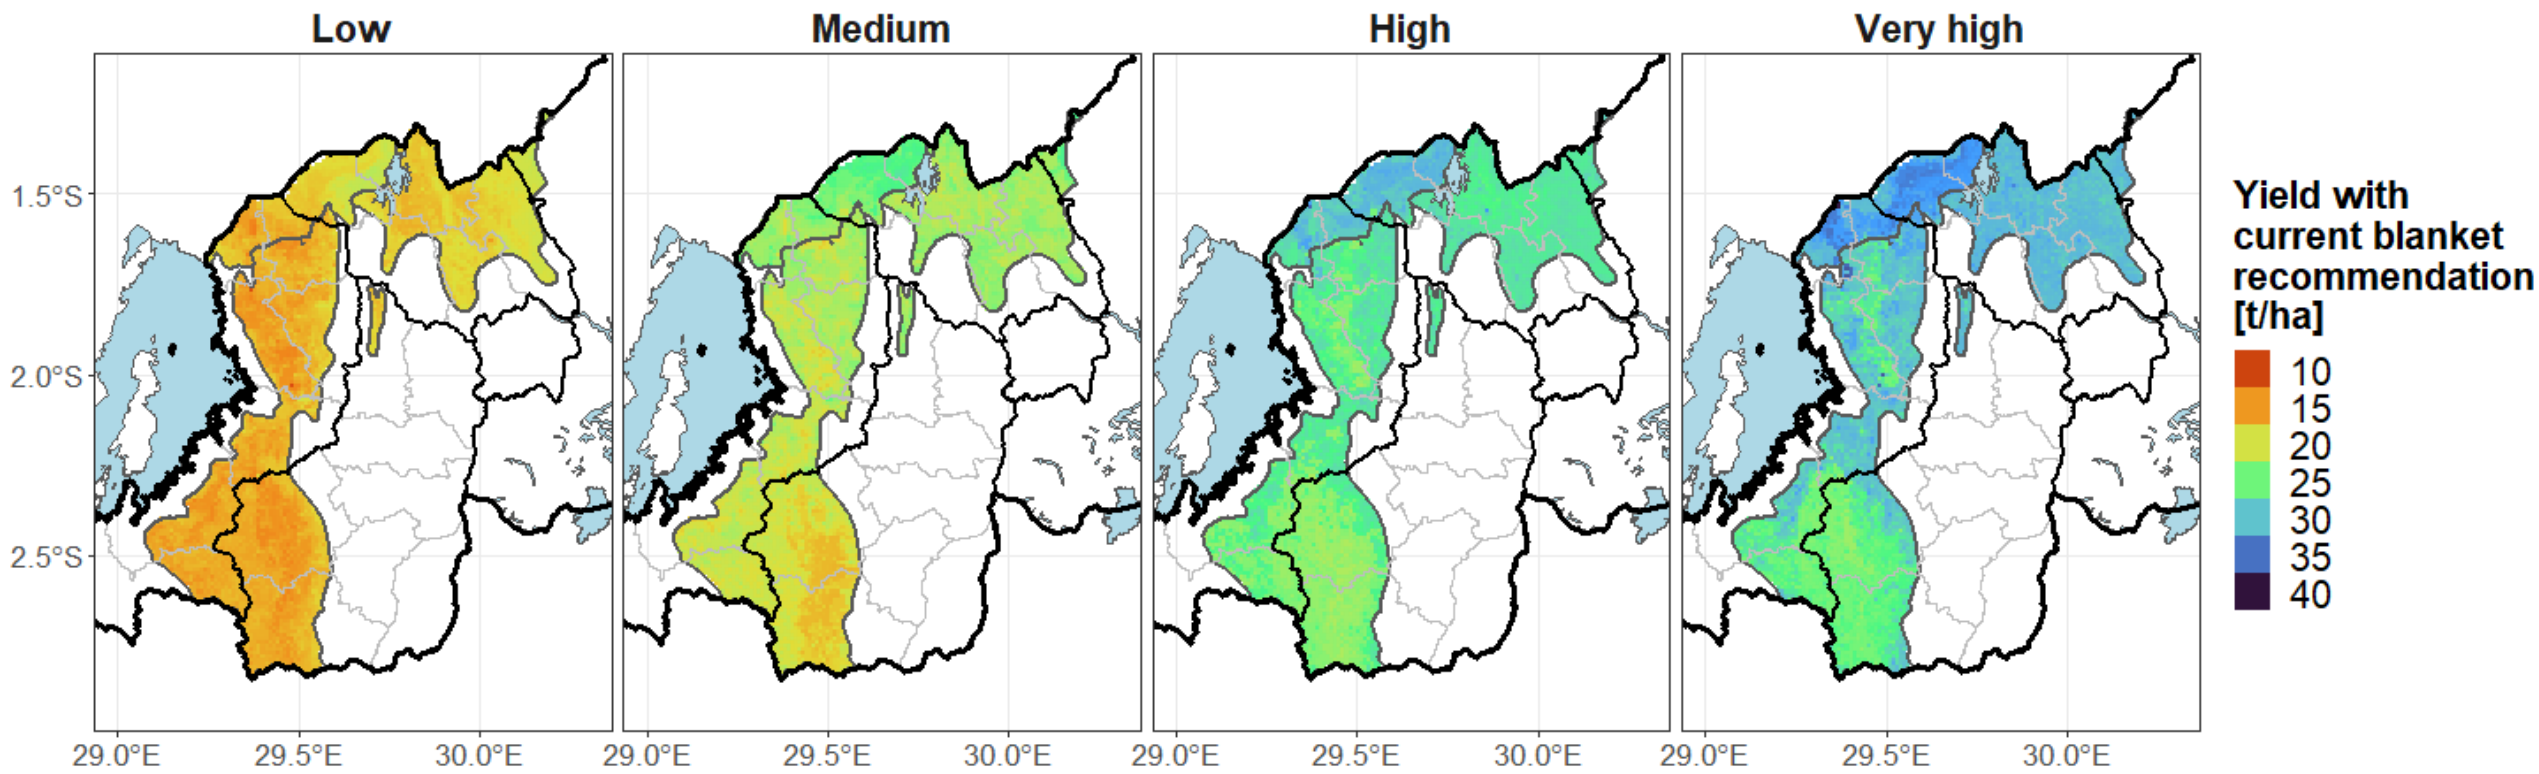 Low Medium High Very high
1.5°S
2.0°S
2.5°S
29.0°E 29.5°E 30.0°E 29.0°E 29.5°E 30.0°E 29.0°E 29.5°E 30.0°E 29.0°E 29.5°E 30.0°E
Yield with
current blanket
recommendation
[t/ha]
10
15
20
25
30
35
40